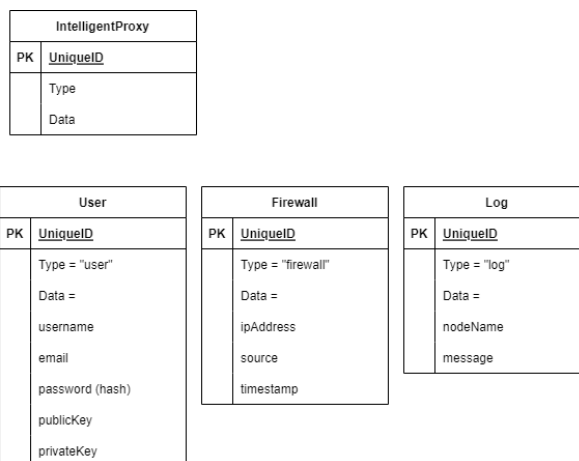 IntelligentProxy
PK UniqueID
Type
Data
User
PK UniqueID
Type = "user"
Data =
username
email
password (hash)
publicKey
privateKey
Firewall
PK UniqueID
Type = "firewall"
Data =
ipAddress
source
timestamp
Log
PK UniqueID
Type = "log"
Data =
nodeName
message